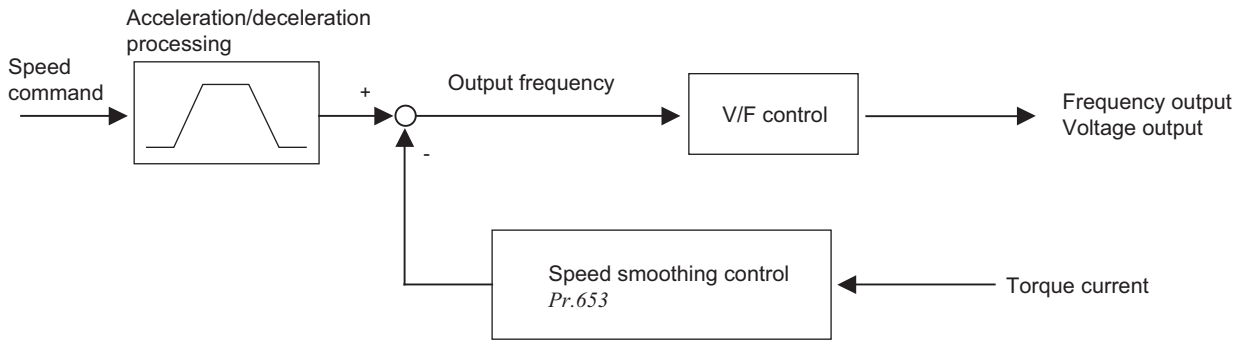 Acceleration/deceleration
processing
Speed
command
+
Output frequency
V/F control
Frequency output
Voltage output
-
Speed smoothing control
Pr.653
Torque current